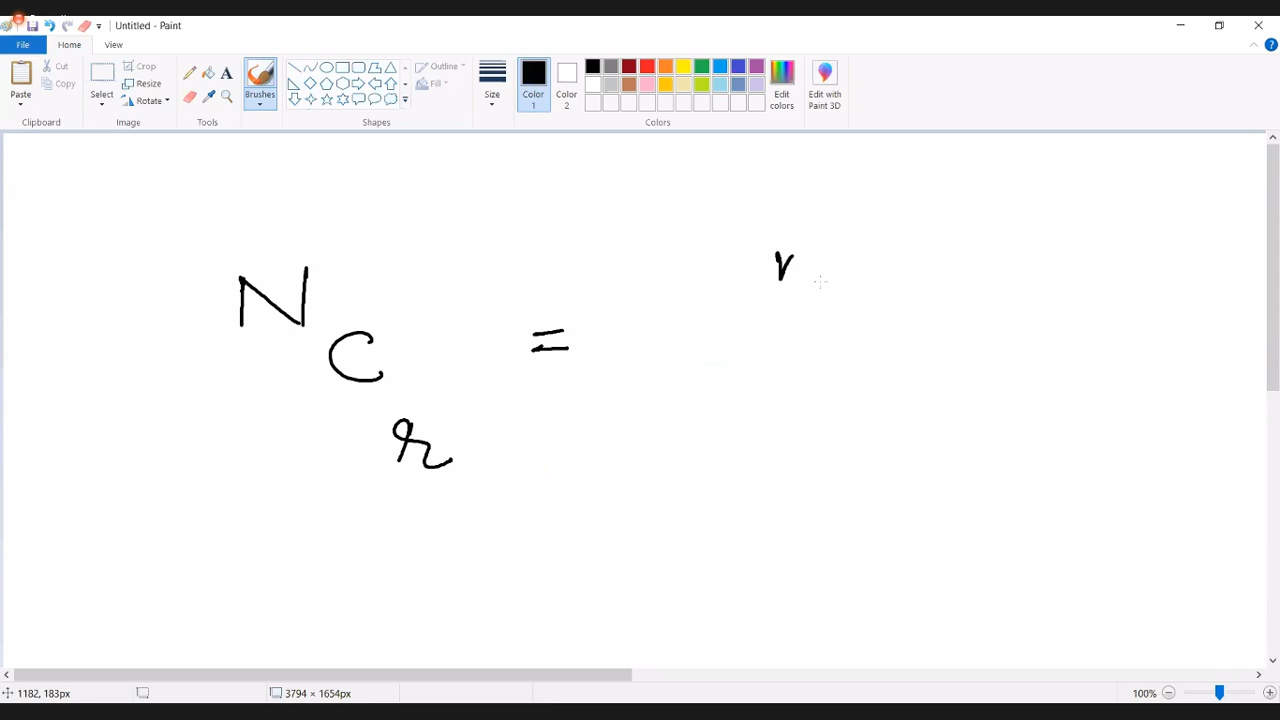 Untitled - Paint
File Home View
Paste Cut Copy Select Crop Resize Rotate Brushes Outline Fill Size Color 1 Color 2 Edit colors Edit with Paint 3D
Clipboard Image Tools Shapes Colors
N C r =
1182, 183px 3794 × 1654px 100%